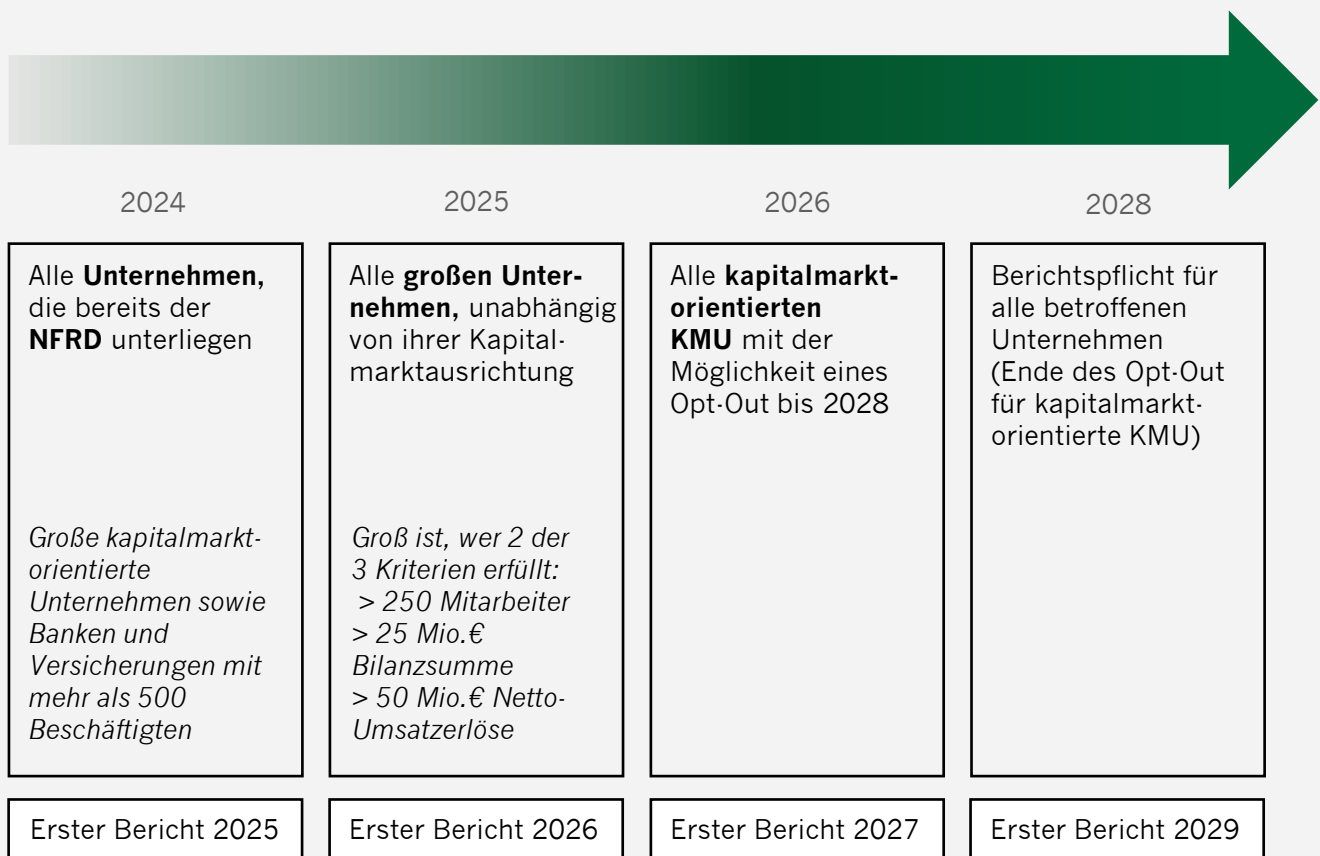 2024
2025
2026
2028
Alle Unternehmen,
die bereits der
NFRD unterliegen
Große kapitalmarkt-
orientierte
Unternehmen sowie
Banken und
Versicherungen mit
mehr als 500
Beschäftigten
Alle großen Unter-
nehmen, unabhängig
von ihrer Kapital-
marktausrichtung
Groß ist, wer 2 der
3 Kriterien erfüllt:
> 250 Mitarbeiter
> 25 Mio.€
Bilanzsumme
> 50 Mio.€ Netto-
Umsatzerlöse
Alle kapitalmarkt-
orientierten
KMU mit der
Möglichkeit eines
Opt-Out bis 2028
Berichtspflicht für
alle betroffenen
Unternehmen
(Ende des Opt-Out
für kapitalmarkt-
orientierte KMU)
Erster Bericht 2025
Erster Bericht 2026
Erster Bericht 2027
Erster Bericht 2029